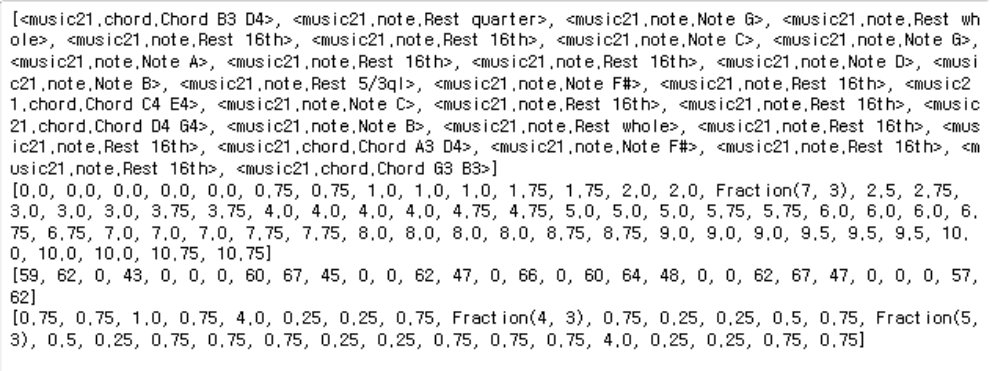 [<music21.chord.Chord B3 D4>, <music21.note.Rest quarter>, <music21.note.Note G>, <music21.note.Rest wh
ole>, <music21.note.Rest 16th>, <music21.note.Rest 16th>, <music21.note.Note C>, <music21.note.Note G>,
<music21.note.Note A>, <music21.note.Rest 16th>, <music21.note.Rest 16th>, <music21.note.Note D>, <musi
c21.note.Note B>, <music21.note.Rest 5/3ql>, <music21.note.Note F#>, <music21.note.Rest 16th>, <music2
1.chord.Chord C4 E4>, <music21.note.Note C>, <music21.note.Rest 16th>, <music21.note.Rest 16th>, <music
21.chord.Chord D4 G4>, <music21.note.Note B>, <music21.note.Rest whole>, <music21.note.Rest 16th>, <mus
ic21.note.Rest 16th>, <music21.chord.Chord A3 D4>, <music21.note.Note F#>, <music21.note.Rest 16th>, <m
usic21.note.Rest 16th>, <music21.chord.Chord G3 B3>]
[0.0, 0.0, 0.0, 0.0, 0.0, 0.75, 0.75, 1.0, 1.0, 1.0, 1.75, 1.75, 2.0, 2.0, Fraction(7, 3), 2.5, 2.75,
3.0, 3.0, 3.0, 3.75, 3.75, 4.0, 4.0, 4.0, 4.0, 4.75, 4.75, 5.0, 5.0, 5.0, 5.75, 5.75, 6.0, 6.0, 6.0, 6.
75, 6.75, 7.0, 7.0, 7.0, 7.75, 7.75, 8.0, 8.0, 8.0, 8.0, 8.75, 8.75, 9.0, 9.0, 9.0, 9.5, 9.5, 9.5, 10.
0, 10.0, 10.0, 10.75, 10.75]
[59, 62, 0, 43, 0, 0, 0, 60, 67, 45, 0, 0, 62, 47, 0, 66, 0, 60, 64, 48, 0, 0, 62, 67, 47, 0, 0, 0, 57,
62]
[0.75, 0.75, 1.0, 0.75, 4.0, 0.25, 0.25, 0.75, Fraction(4, 3), 0.75, 0.25, 0.25, 0.5, 0.75, Fraction(5,
3), 0.5, 0.25, 0.75, 0.75, 0.75, 0.25, 0.25, 0.75, 0.75, 0.75, 4.0, 0.25, 0.25, 0.75, 0.75]